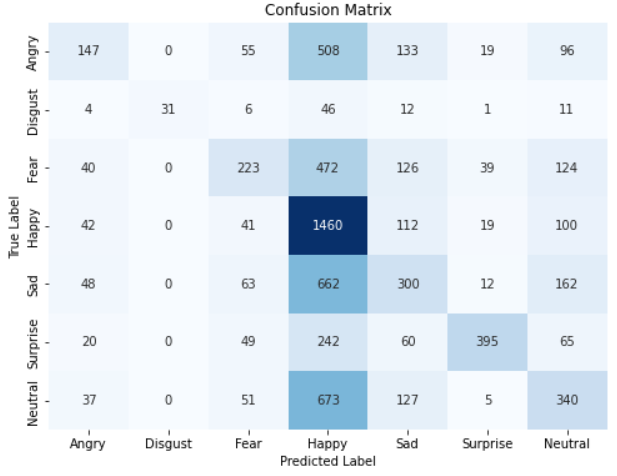 Confusion Matrix
True Label
Angry 147 0 55 508 133 19 96
Disgust 4 31 6 46 12 1 11
Fear 40 0 223 472 126 39 124
Happy 42 0 41 1460 112 19 100
Sad 48 0 63 662 300 12 162
Surprise 20 0 49 242 60 395 65
Neutral 37 0 51 673 127 5 340
Angry Disgust Fear Happy Sad Surprise Neutral
Predicted Label